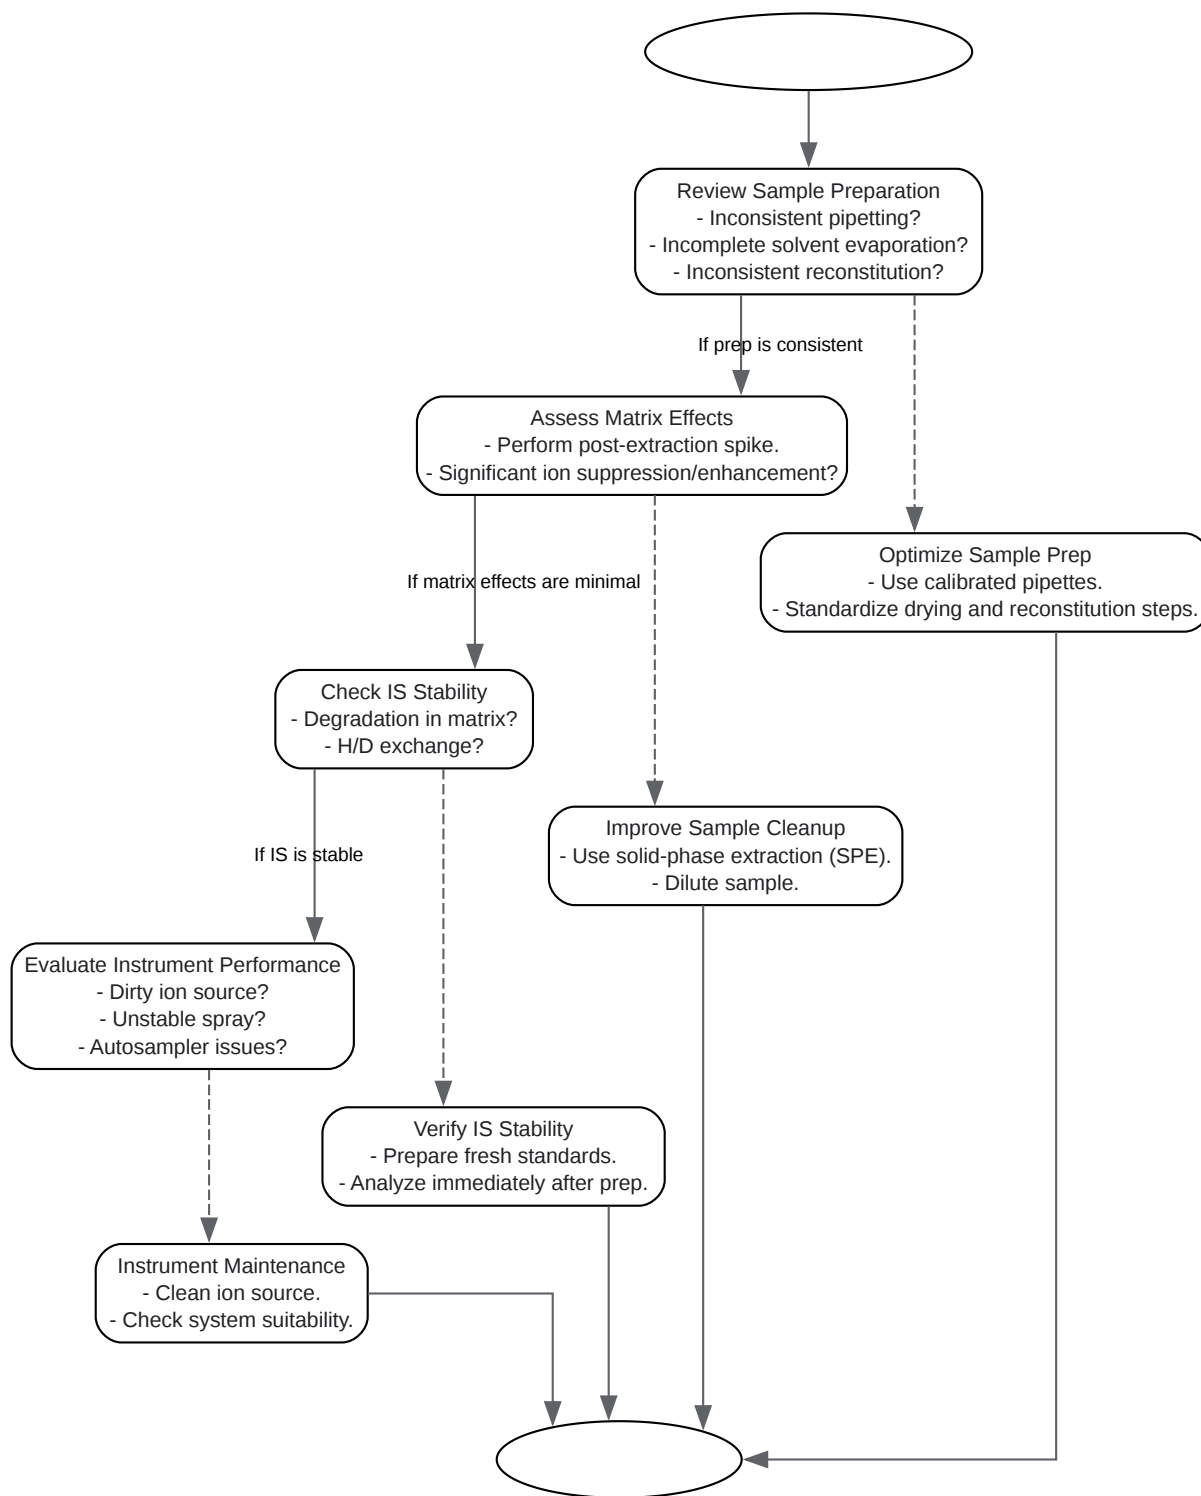 Review Sample Preparation
- Inconsistent pipetting?
- Incomplete solvent evaporation?
- Inconsistent reconstitution?
If prep is consistent
Assess Matrix Effects
- Perform post-extraction spike.
- Significant ion suppression/enhancement?
Optimize Sample Prep
- Use calibrated pipettes.
- Standardize drying and reconstitution steps.
If matrix effects are minimal
Check IS Stability
- Degradation in matrix?
- H/D exchange?
Improve Sample Cleanup
- Use solid-phase extraction (SPE).
- Dilute sample.
If IS is stable
Evaluate Instrument Performance
- Dirty ion source?
- Unstable spray?
- Autosampler issues?
Verify IS Stability
- Prepare fresh standards.
- Analyze immediately after prep.
Instrument Maintenance
- Clean ion source.
- Check system suitability.